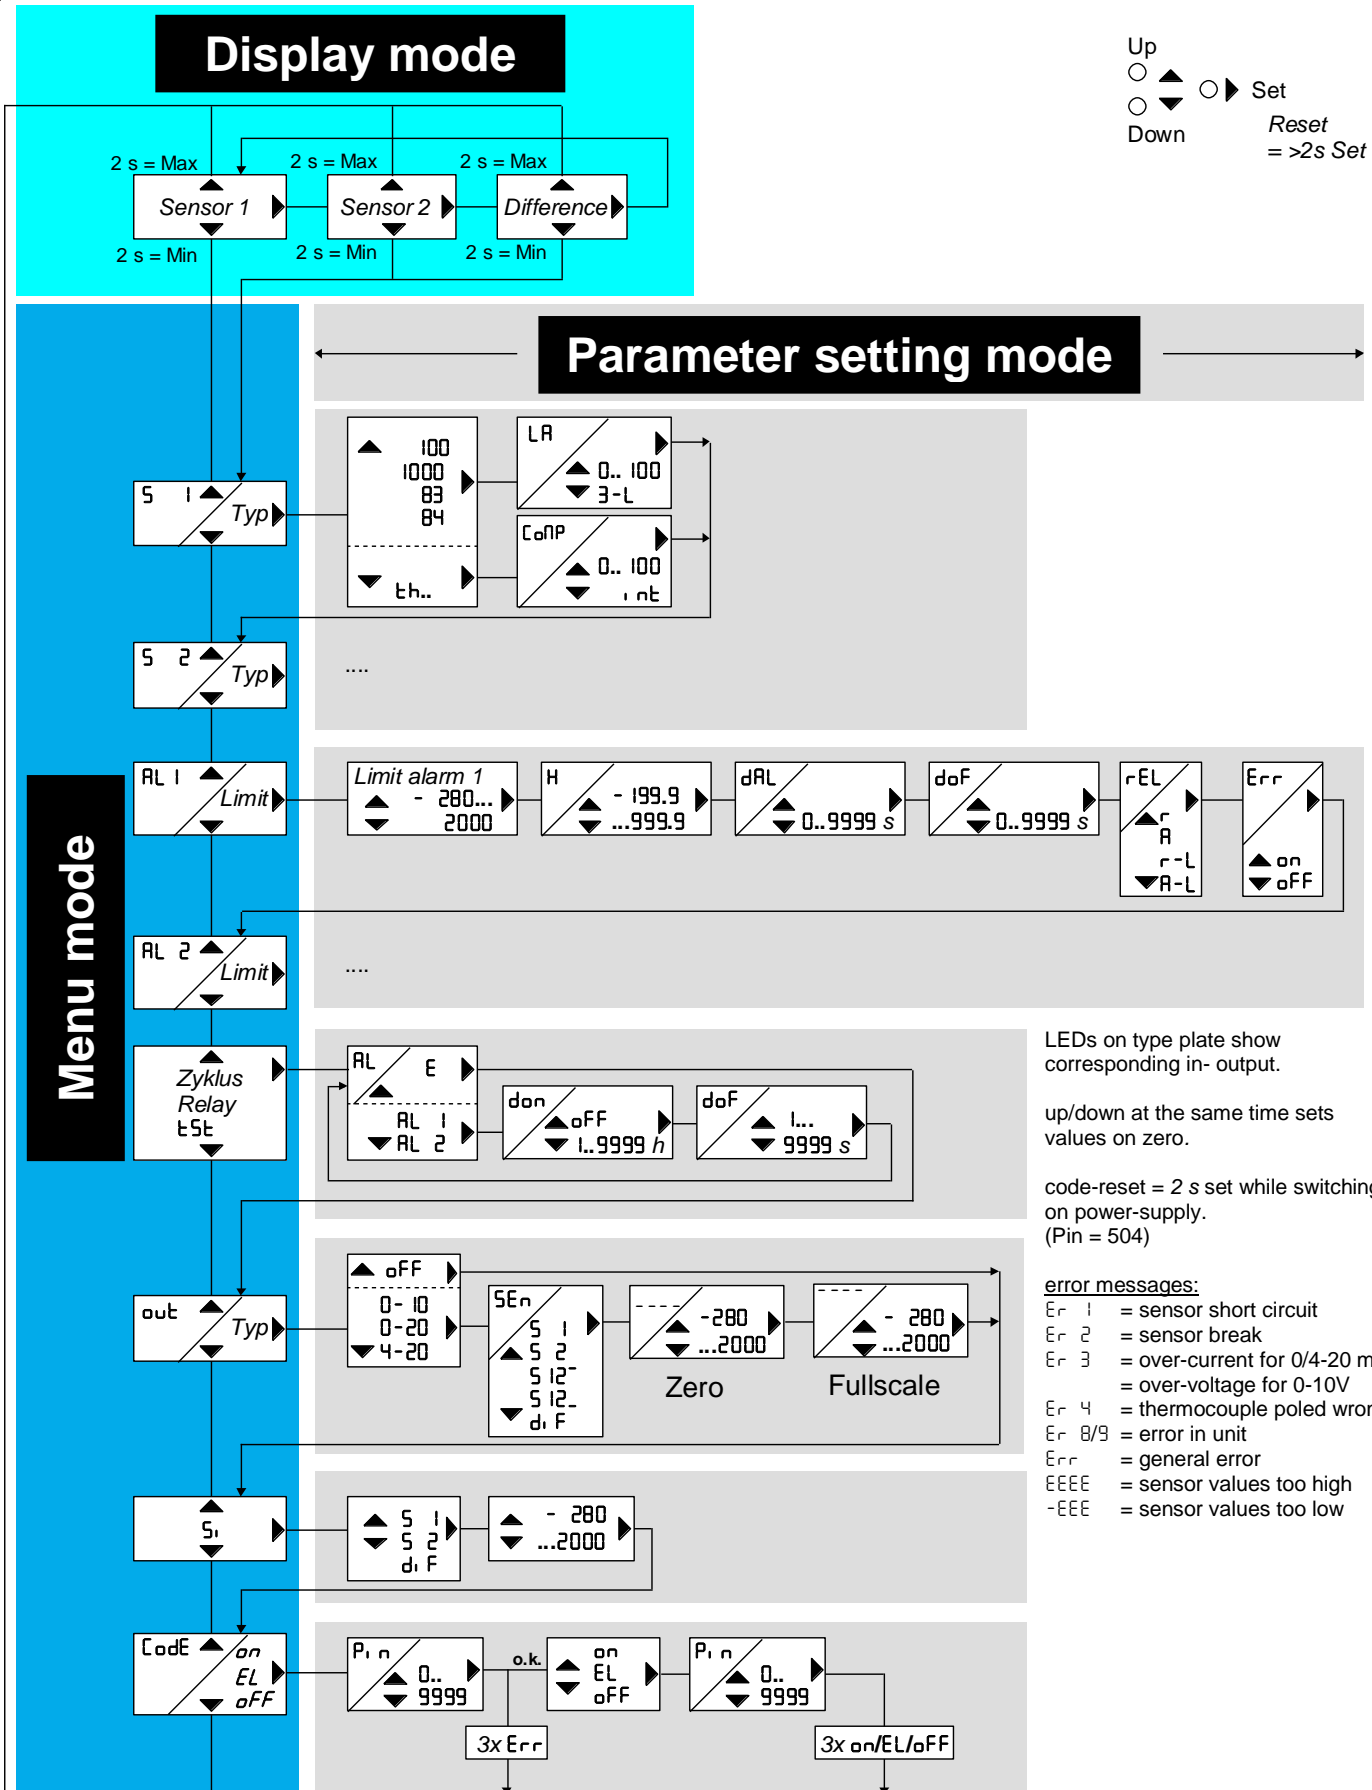 Display mode
Up
Set
Down
Reset
= >2s Set
2 s = Max
2 s = Max
2 s = Max
Sensor 1
Sensor 2
Difference
2 s = Min
2 s = Min
2 s = Min
Parameter setting mode
Menu mode
S 1
Typ
100
1000
83
84
th..
LA
0.. 100
3-L
ConP
0.. 100
int
S 2
Typ
....
AL 1
Limit
Limit alarm 1
- 280...
2000
H
- 199.9
...999.9
dAL
0..9999 s
doF
0..9999 s
rEL
r
A
r-L
A-L
Err
on
oFF
AL 2
Limit
....
Zyklus
Relay
tSt
AL
E
AL 1
AL 2
don
oFF
1..9999 h
doF
1...
9999 s
LEDs on type plate show
corresponding in- output.
up/down at the same time sets
values on zero.
code-reset = 2 s set while switching
on power-supply.
(Pin = 504)
out
Typ
oFF
0-10
0-20
4-20
SEn
S 1
S 2
S12¯
S12_
diF
----
-280
...2000
Zero
----
- 280
...2000
Fullscale
error messages:
Er 1 = sensor short circuit
Er 2 = sensor break
Er 3 = over-current for 0/4-20 m
= over-voltage for 0-10V
Er 4 = thermocouple poled wron
Er 8/9 = error in unit
Err = general error
EEEE = sensor values too high
-EEE = sensor values too low
Si
S 1
S 2
diF
- 280
...2000
CodE
on
EL
oFF
Pin
0..
9999
o.k.
on
EL
oFF
Pin
0..
9999
3x Err
3x on/EL/oFF